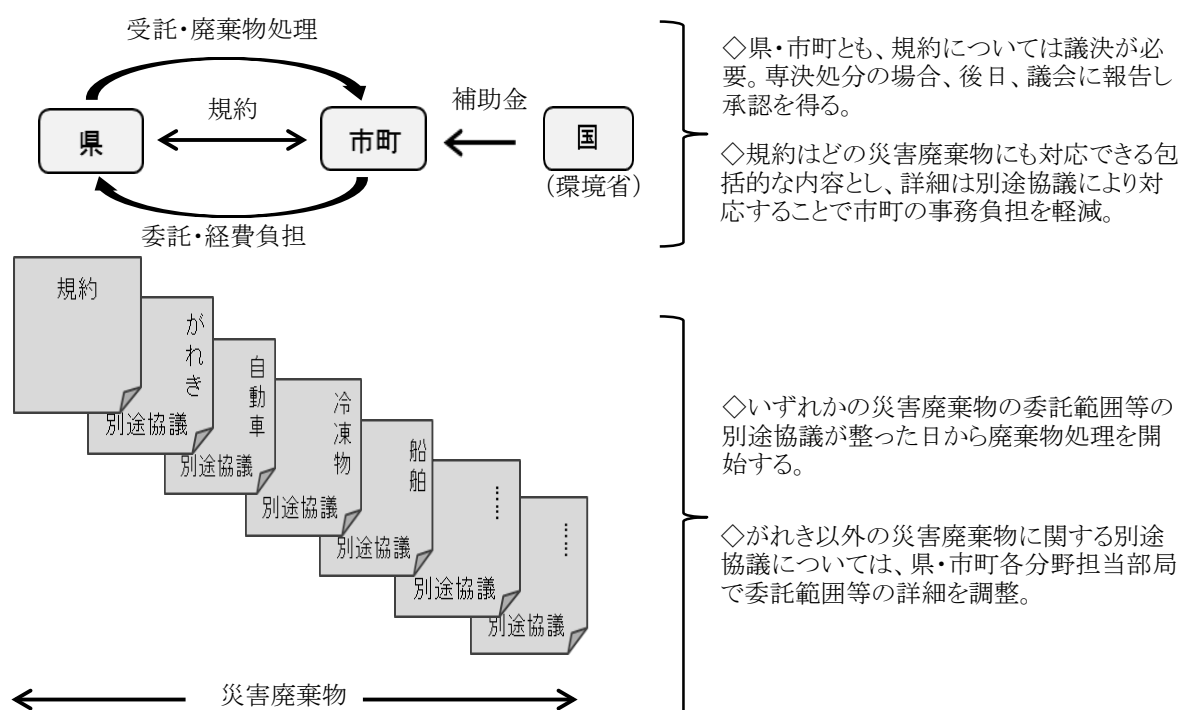 受託・廃棄物処理
県
規約
市町
補助金
国
(環境省)
委託・経費負担
◇県・市町とも、規約については議決が必
要。専決処分の場合、後日、議会に報告し
承認を得る。
◇規約はどの災害廃棄物にも対応できる包
括的な内容とし、詳細は別途協議により対
応することで市町の事務負担を軽減。
規約
がれき
別途協議
自動車
別途協議
冷凍物
別途協議
船舶
別途協議
……
別途協議
……
別途協議
災害廃棄物
◇いずれかの災害廃棄物の委託範囲等の
別途協議が整った日から廃棄物処理を開
始する。
◇がれき以外の災害廃棄物に関する別途
協議については、県・市町各分野担当部局
で委託範囲等の詳細を調整。